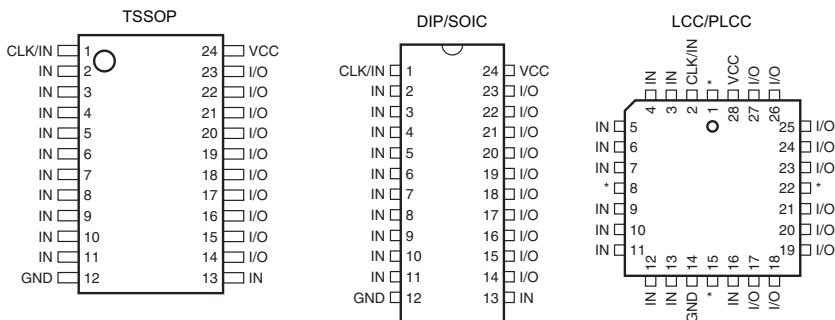 TSSOP
CLK/IN 1 24 VCC
IN 2 23 I/O
IN 3 22 I/O
IN 4 21 I/O
IN 5 20 I/O
IN 6 19 I/O
IN 7 18 I/O
IN 8 17 I/O
IN 9 16 I/O
IN 10 15 I/O
IN 11 14 I/O
GND 12 13 IN
DIP/SOIC
CLK/IN 1 24 VCC
IN 2 23 I/O
IN 3 22 I/O
IN 4 21 I/O
IN 5 20 I/O
IN 6 19 I/O
IN 7 18 I/O
IN 8 17 I/O
IN 9 16 I/O
IN 10 15 I/O
IN 11 14 I/O
GND 12 13 IN
LCC/PLCC
IN IN CLK/IN * VCC I/O I/O
4 3 2 1 28 27 26
IN 5 25 I/O
IN 6 24 I/O
IN 7 23 I/O
* 8 22 *
IN 9 21 I/O
IN 10 20 I/O
IN 11 19 I/O
12 13 14 15 16 17 18
IN IN GND * IN I/O I/O